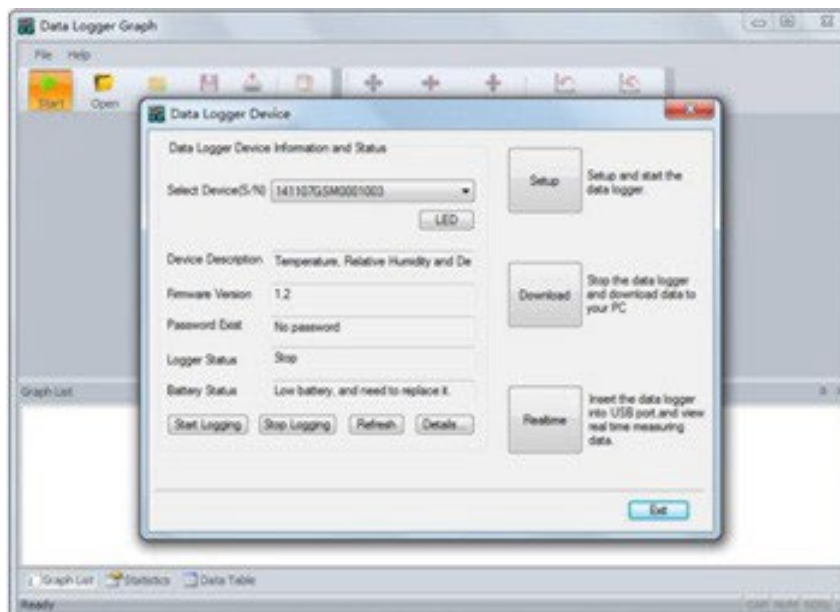 Data Logger Graph
File Help
Start Open
Data Logger Device
Data Logger Device Information and Status
Select Device(S/N) 141107GSM0001003
LED
Device Description Temperature, Relative Humidity and De
Firmware Version 1.2
Password Exist No password
Logger Status Stop
Battery Status Low battery, and need to replace it.
Start Logging Stop Logging Refresh Details...
Setup
Setup and start the
data logger.
Download
Stop the data logger
and download data to
your PC
Realtime
Insert the data logger
into USB port,and view
real time measuring
data.
Exit
Graph List
Graph List Statistics Data Table
Ready
CAP NUM SCRL